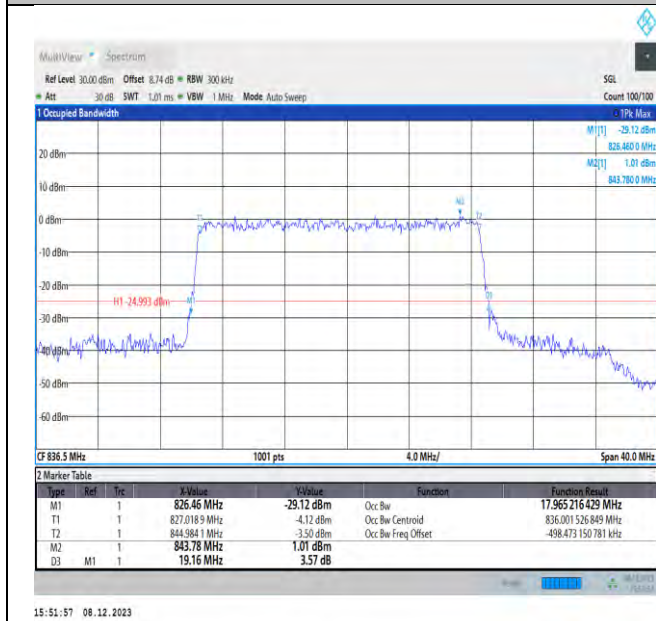 MultiView Spectrum
Ref Level 30.00 dBm Offset 8.74 dB RBW 300 kHz SGL
Att 30 dB SWT 1.01 ms VBW 1 MHz Mode Auto Sweep Count 100/100
1 Occupied Bandwidth 1Pk Max
M1[1] -29.12 dBm
826.460 0 MHz
20 dBm
M2[1] 1.01 dBm
843.780 0 MHz
10 dBm
M2
T1
T2
0 dBm
-10 dBm
-20 dBm
H1 -24.993 dBm
M1
D3
-30 dBm
-40 dBm
-50 dBm
-60 dBm
CF 836.5 MHz 1001 pts 4.0 MHz/ Span 40.0 MHz
2 Marker Table
Type Ref Trc X-Value Y-Value Function Function Result
M1 1 826.46 MHz -29.12 dBm Occ Bw 17.965 216 429 MHz
T1 1 827.018 9 MHz -4.12 dBm Occ Bw Centroid 836.001 526 849 MHz
T2 1 844.984 1 MHz -3.50 dBm Occ Bw Freq Offset -498.473 150 781 kHz
M2 1 843.78 MHz 1.01 dBm
D3 M1 1 19.16 MHz 3.57 dB
15:51:57 08.12.2023